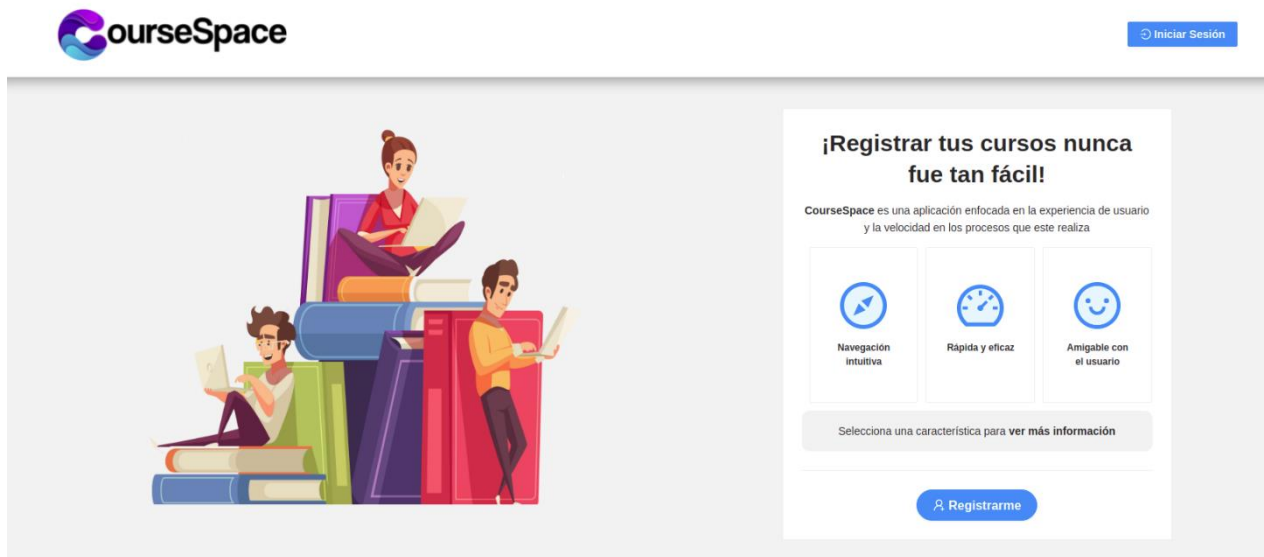 CourseSpace
Iniciar Sesión
¡Registrar tus cursos nunca
fue tan fácil!
CourseSpace es una aplicación enfocada en la experiencia de usuario
y la velocidad en los procesos que este realiza
Navegación
intuitiva
Rápida y eficaz
Amigable con
el usuario
Selecciona una característica para ver más información
Registrarme